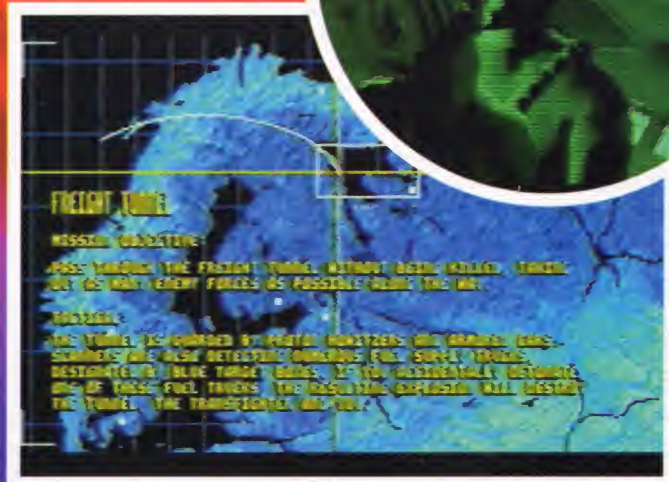 FREIGHT TUNNEL
MISSION OBJECTIVE:
PASS THROUGH THE FREIGHT TUNNEL WITHOUT BEING KILLED, TAKING
OUT AS MANY ENEMY FORCES AS POSSIBLE ALONG THE WAY.
TACTICAL:
THE TUNNEL IS GUARDED BY PHOTON HOWITZERS AND ARMORED CARS.
SCANNERS ARE ALSO DETECTING NUMEROUS FUEL SUPPLY TRUCKS,
DESIGNATED BY BLUE TARGET GUIDES. IF YOU ACCIDENTALLY DETONATE
ONE OF THESE FUEL TRUCKS, THE RESULTING EXPLOSION WILL DESTROY
THE TUNNEL, THE TRANSFIGHTER AND YOU.